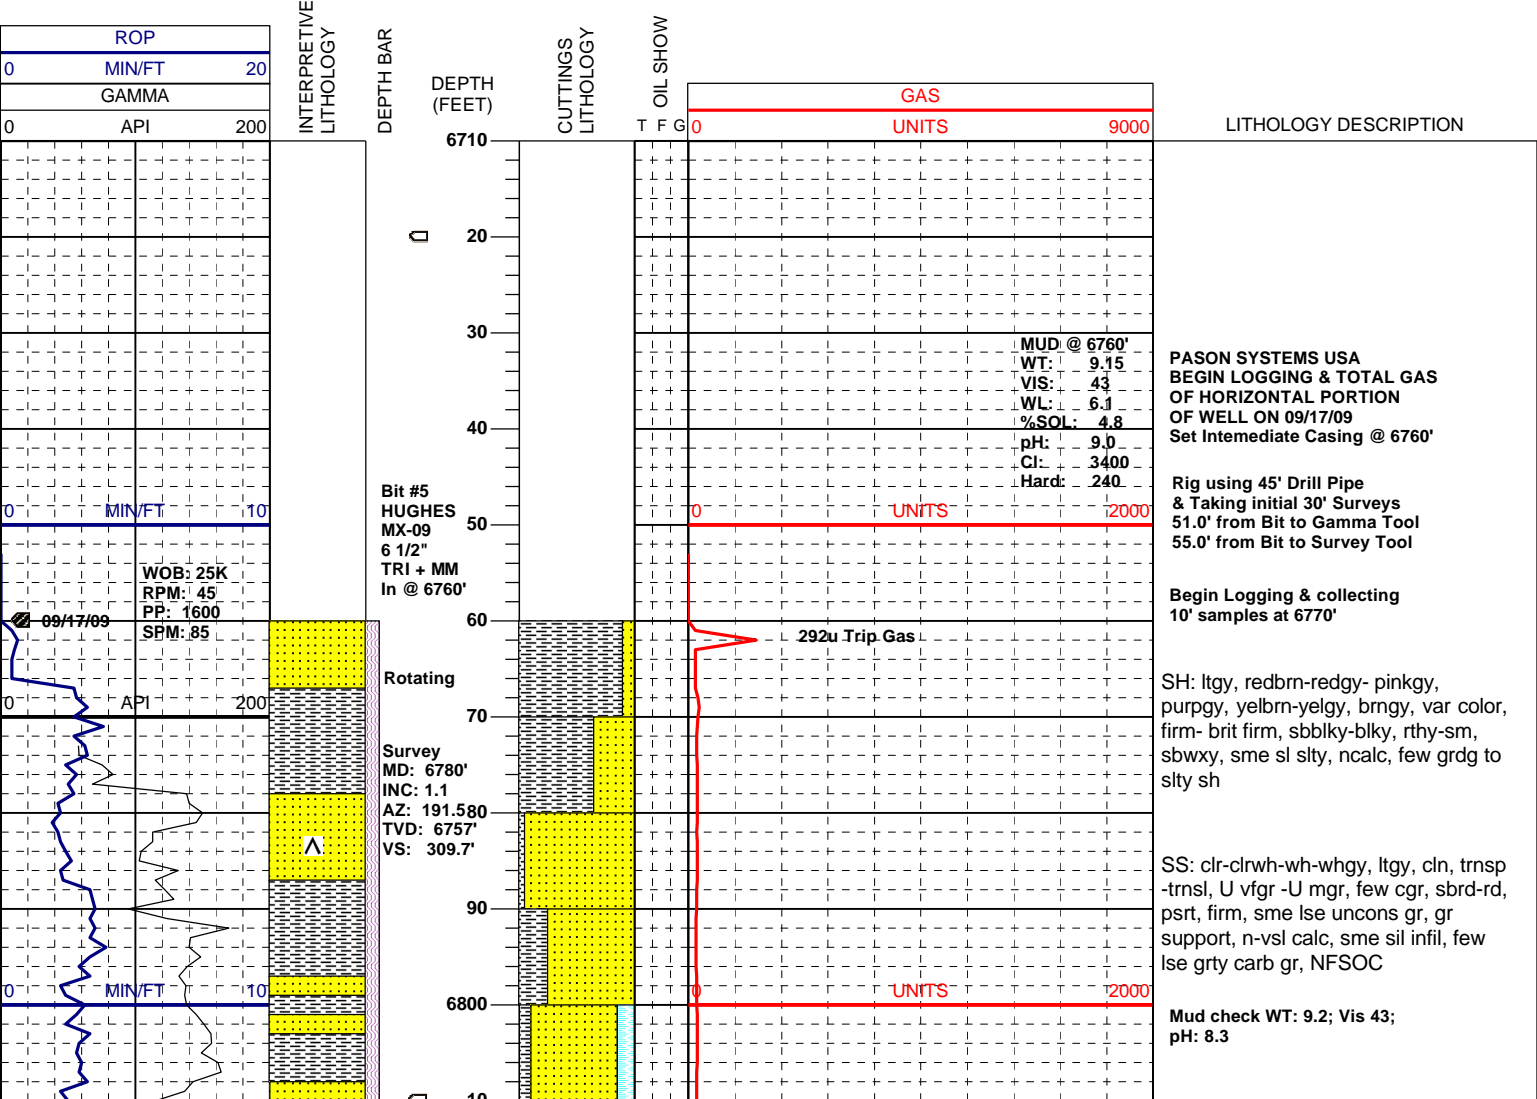 ROP
0 MIN/FT 20
GAMMA
0 API 200
INTERPRETIVE
LITHOLOGY
DEPTH BAR
DEPTH
(FEET)
CUTTINGS
LITHOLOGY
OIL SHOW
T F G
GAS
0 UNITS 9000
LITHOLOGY DESCRIPTION
6710
20
30
MUD @ 6760'
WT: 9.15
VIS: 43
WL: 6.1
%SOL: 4.8
pH: 9.0
Cl: 3400
Hard: 240
PASON SYSTEMS USA
BEGIN LOGGING & TOTAL GAS
OF HORIZONTAL PORTION
OF WELL ON 09/17/09
Set Intemediate Casing @ 6760'
40
Rig using 45' Drill Pipe
& Taking initial 30' Surveys
51.0' from Bit to Gamma Tool
55.0' from Bit to Survey Tool
Bit #5
HUGHES
MX-09
6 1/2"
TRI + MM
In @ 6760'
0 MIN/FT 10
50
0 UNITS 2000
WOB: 25K
RPM: 45
PP: 1600
SPM: 85
09/17/09
Begin Logging & collecting
10' samples at 6770'
60
292u Trip Gas
Rotating
0 API 200
70
SH: ltgy, redbrn-redgy- pinkgy,
purpgy, yelbrn-yelgy, brngy, var color,
firm- brit firm, sbblky-blky, rthy-sm,
sbwxy, sme sl slty, ncalc, few grdg to
slty sh
Survey
MD: 6780'
INC: 1.1
AZ: 191.580
TVD: 6757'
VS: 309.7'
80
SS: clr-clrwh-wh-whgy, ltgy, cln, trnsp
-trnsl, U vfgr -U mgr, few cgr, sbrd-rd,
psrt, firm, sme lse uncons gr, gr
support, n-vsl calc, sme sil infil, few
lse grty carb gr, NFSOC
90
0 MIN/FT 10
6800
0 UNITS 2000
Mud check WT: 9.2; Vis 43;
pH: 8.3
10